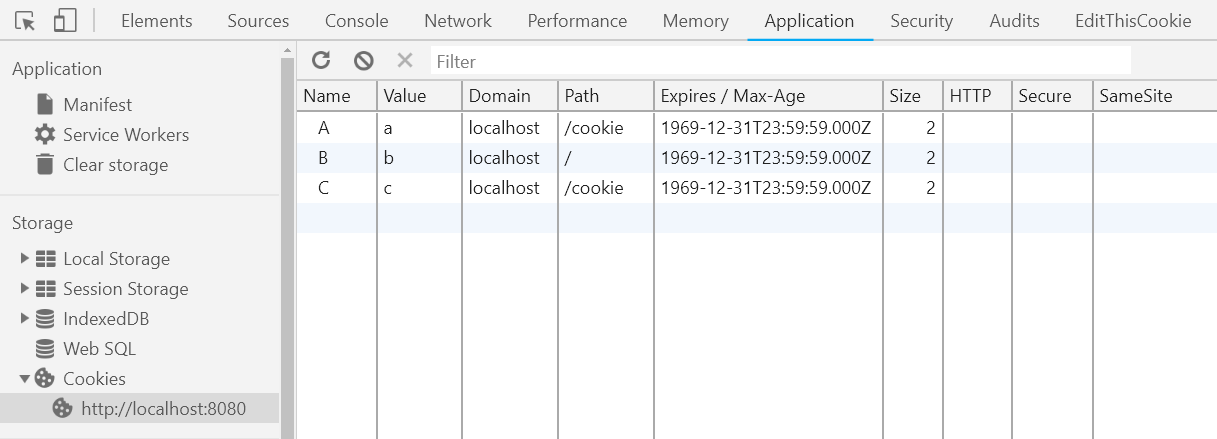 Elements Sources Console Network Performance Memory Application Security Audits EditThisCookie
Application
Manifest
Service Workers
Clear storage
Storage
Local Storage
Session Storage
IndexedDB
Web SQL
Cookies
http://localhost:8080
Filter
Name Value Domain Path Expires / Max-Age Size HTTP Secure SameSite
A a localhost /cookie 1969-12-31T23:59:59.000Z 2
B b localhost / 1969-12-31T23:59:59.000Z 2
C c localhost /cookie 1969-12-31T23:59:59.000Z 2